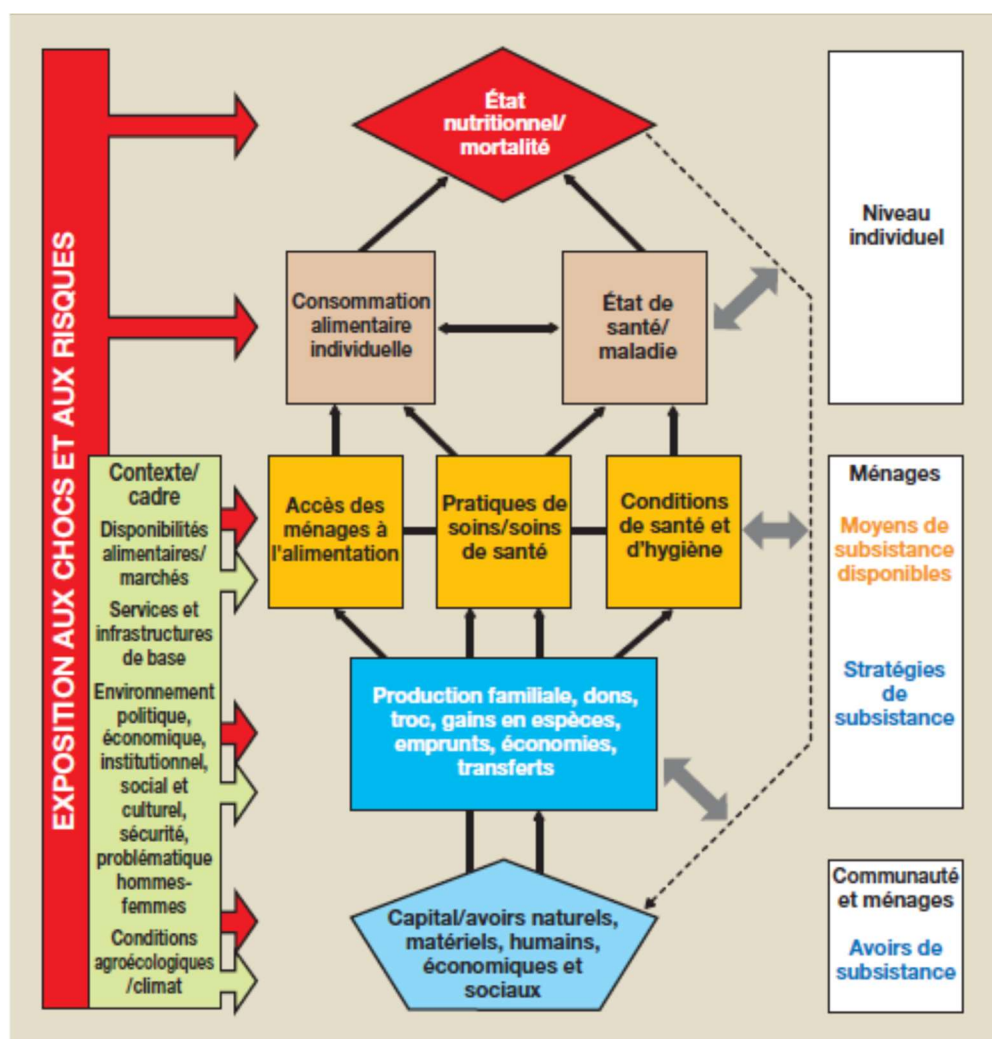 EXPOSITION AUX CHOCS ET AUX RISQUES
État
nutritionnel/
mortalité
Consommation
alimentaire
individuelle
État de
santé/
maladie
Niveau
individuel
Contexte/
cadre
Disponibilités
alimentaires/
marchés
Services et
infrastructures
de base
Environnement
politique,
économique,
institutionnel,
social et
culturel,
sécurité,
problématique
hommes-
femmes
Conditions
agroécologiques
/climat
Accès des
ménages à
l'alimentation
Pratiques de
soins/soins
de santé
Conditions
de santé et
d'hygiène
Ménages
Moyens de
subsistance
disponibles
Stratégies
de
subsistance
Production familiale, dons,
troc, gains en espèces,
emprunts, économies,
transferts
Capital/avoirs naturels,
matériels, humains,
économiques et
sociaux
Communauté
et ménages
Avoirs de
subsistance